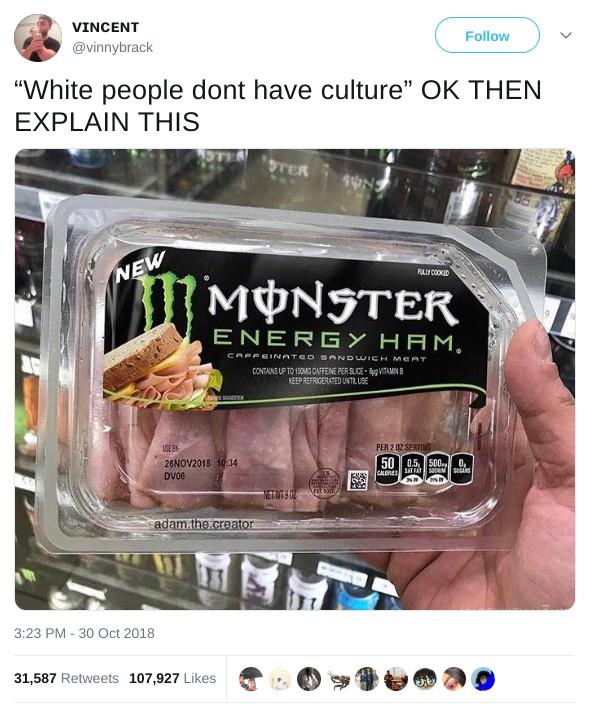 VINCENT
@vinnybrack
Follow
“White people dont have culture” OK THEN
EXPLAIN THIS
NEW
FULLY COOKED
MONSTER
ENERGY HAM
CAFFEINATED SANDWICH MEAT
CONTAINS UP TO 150MG CAFFEINE PER SLICE • 8µg VITAMIN B
KEEP REFRIGERATED UNTIL USE
SUGGESTION
USE BY:
26NOV2018 10:34
DV06
NET WT 9 OZ
PER 2 OZ SERVING
50 CALORIES
0.5g SAT FAT
500mg SODIUM
0g SUGARS
adam.the.creator
3:23 PM - 30 Oct 2018
31,587 Retweets 107,927 Likes